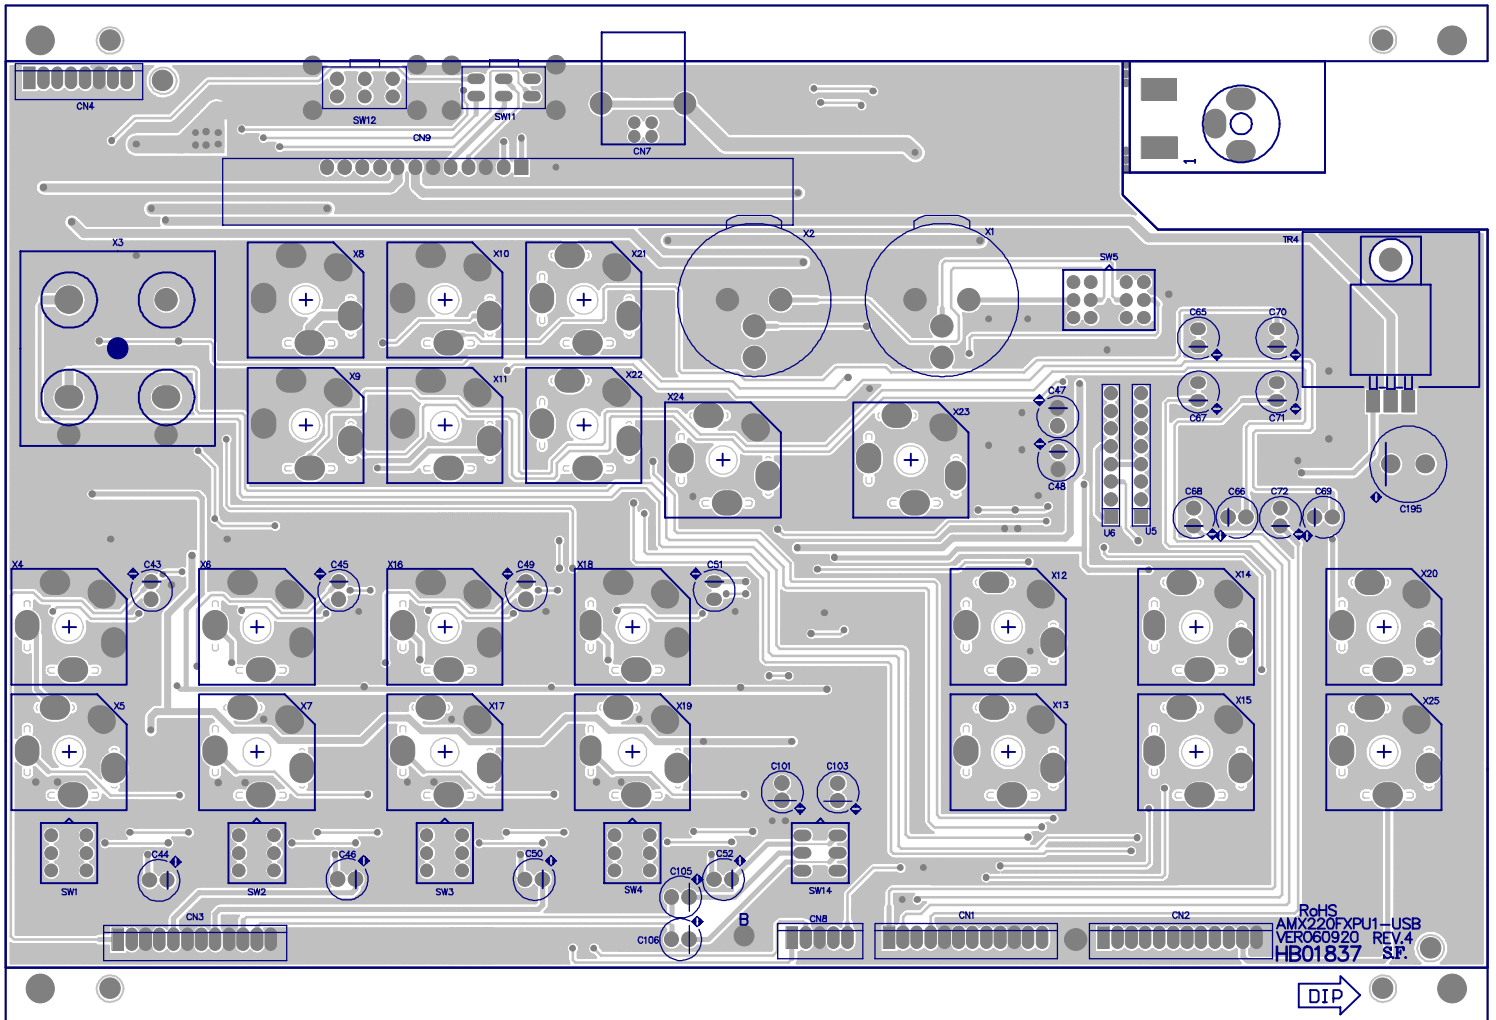 CN4
SW12
SW11
CN9
CN7
1
X3
X8
X10
X21
X2
X1
SW5
TR4
C65
C70
X9
X11
X22
X24
X23
C47
C48
C67
C71
C195
U6
U5
C68
C66
C72
C69
X4
C43
X6
C45
X16
C49
X18
C51
X12
X14
X20
X5
X7
X17
X19
X13
X15
X25
C101
C103
C44
C46
C50
C105
C52
SW1
SW2
SW3
SW4
SW14
CN3
C106
B
CN8
CN1
CN2
RoHS
AMX220FXPU1-USB
VER060920 REV.4
HB01837 S.F.
DIP